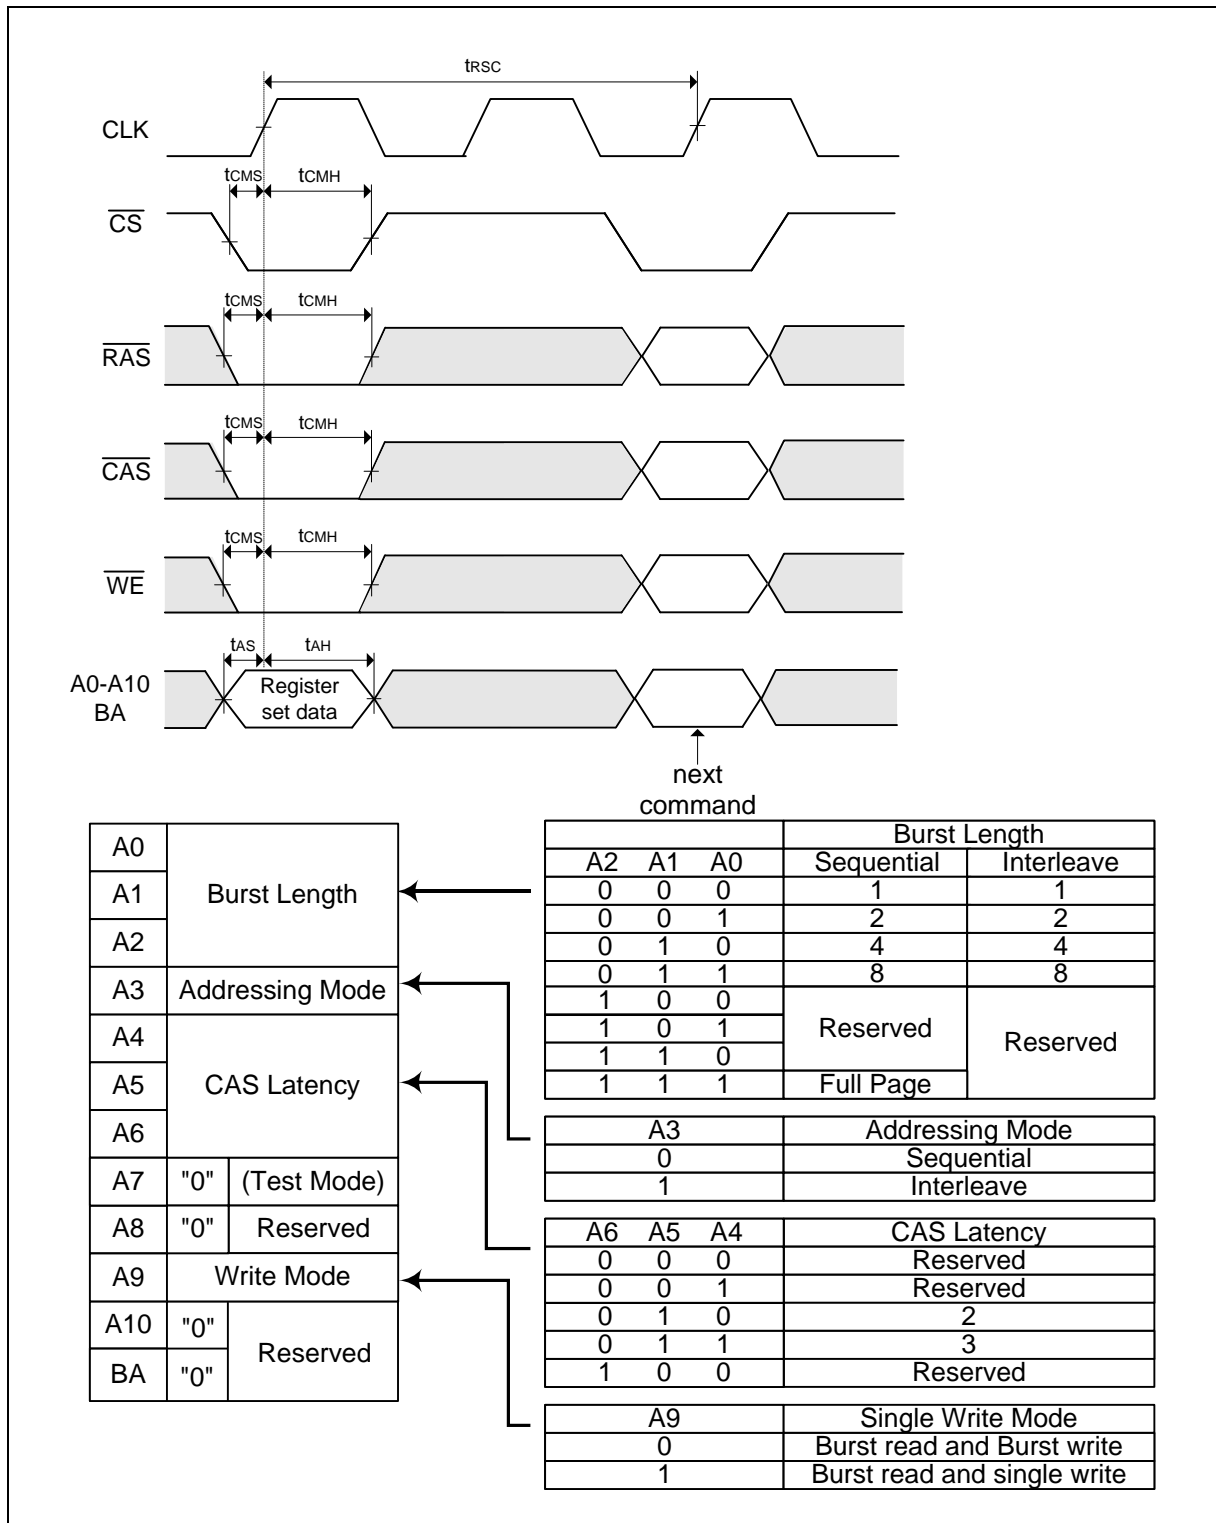 tRSC
CLK
tCMS tCMH
CS
tCMS tCMH
RAS
tCMS tCMH
CAS
tCMS tCMH
WE
tAS tAH
A0-A10
BA
Register
set data
next
command
A0
A1 Burst Length
A2
A3 Addressing Mode
A4
A5 CAS Latency
A6
A7 "0" (Test Mode)
A8 "0" Reserved
A9 Write Mode
A10 "0"
Reserved
BA "0"
Burst Length
A2 A1 A0 Sequential Interleave
0 0 0 1 1
0 0 1 2 2
0 1 0 4 4
0 1 1 8 8
1 0 0
1 0 1 Reserved Reserved
1 1 0
1 1 1 Full Page
A3 Addressing Mode
0 Sequential
1 Interleave
A6 A5 A4 CAS Latency
0 0 0 Reserved
0 0 1 Reserved
0 1 0 2
0 1 1 3
1 0 0 Reserved
A9 Single Write Mode
0 Burst read and Burst write
1 Burst read and single write